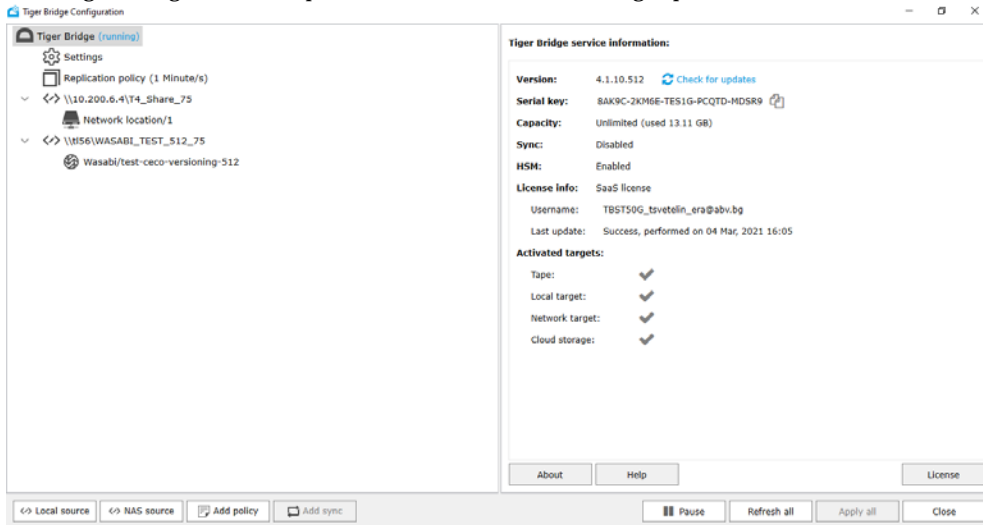 Tiger Bridge Configuration
Tiger Bridge (running)
Settings
Replication policy (1 Minute/s)
\\10.200.6.4\T4_Share_75
Network location/1
\\tl56\WASABI_TEST_512_75
Wasabi/test-ceco-versioning-512
Tiger Bridge service information:
Version: 4.1.10.512 Check for updates
Serial key: 8AK9C-2KM6E-TES1G-PCQTD-MDSR9
Capacity: Unlimited (used 13.11 GB)
Sync: Disabled
HSM: Enabled
License info: SaaS license
Username: TBST50G_tsvetelin_era@abv.bg
Last update: Success, performed on 04 Mar, 2021 16:05
Activated targets:
Tape:
Local target:
Network target:
Cloud storage:
About Help License
Local source NAS source Add policy Add sync Pause Refresh all Apply all Close